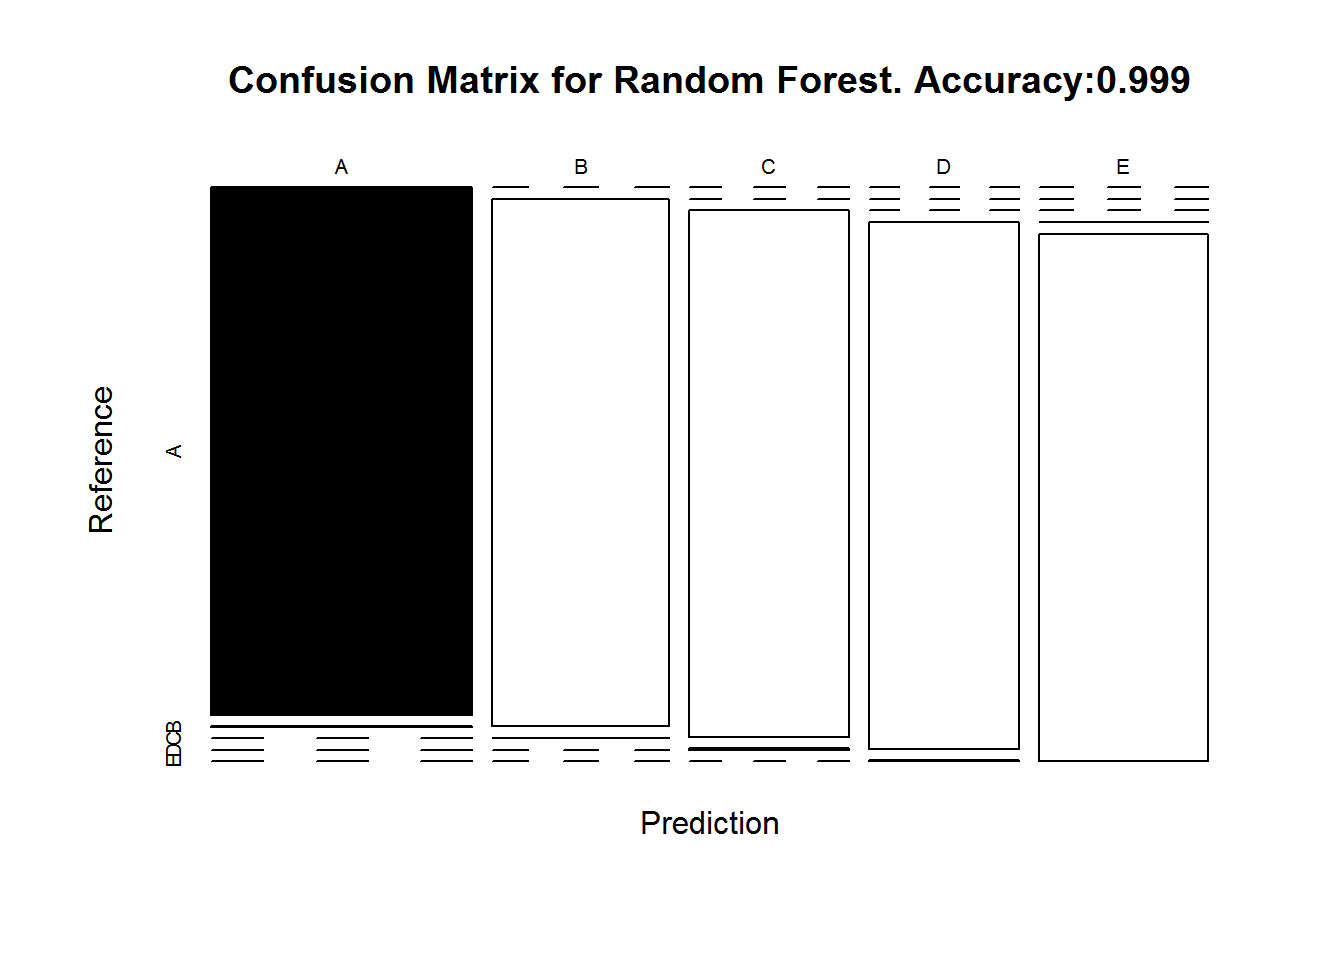 Confusion Matrix for Random Forest. Accuracy:0.999
A B C D E
Reference
A
EDCB
Prediction